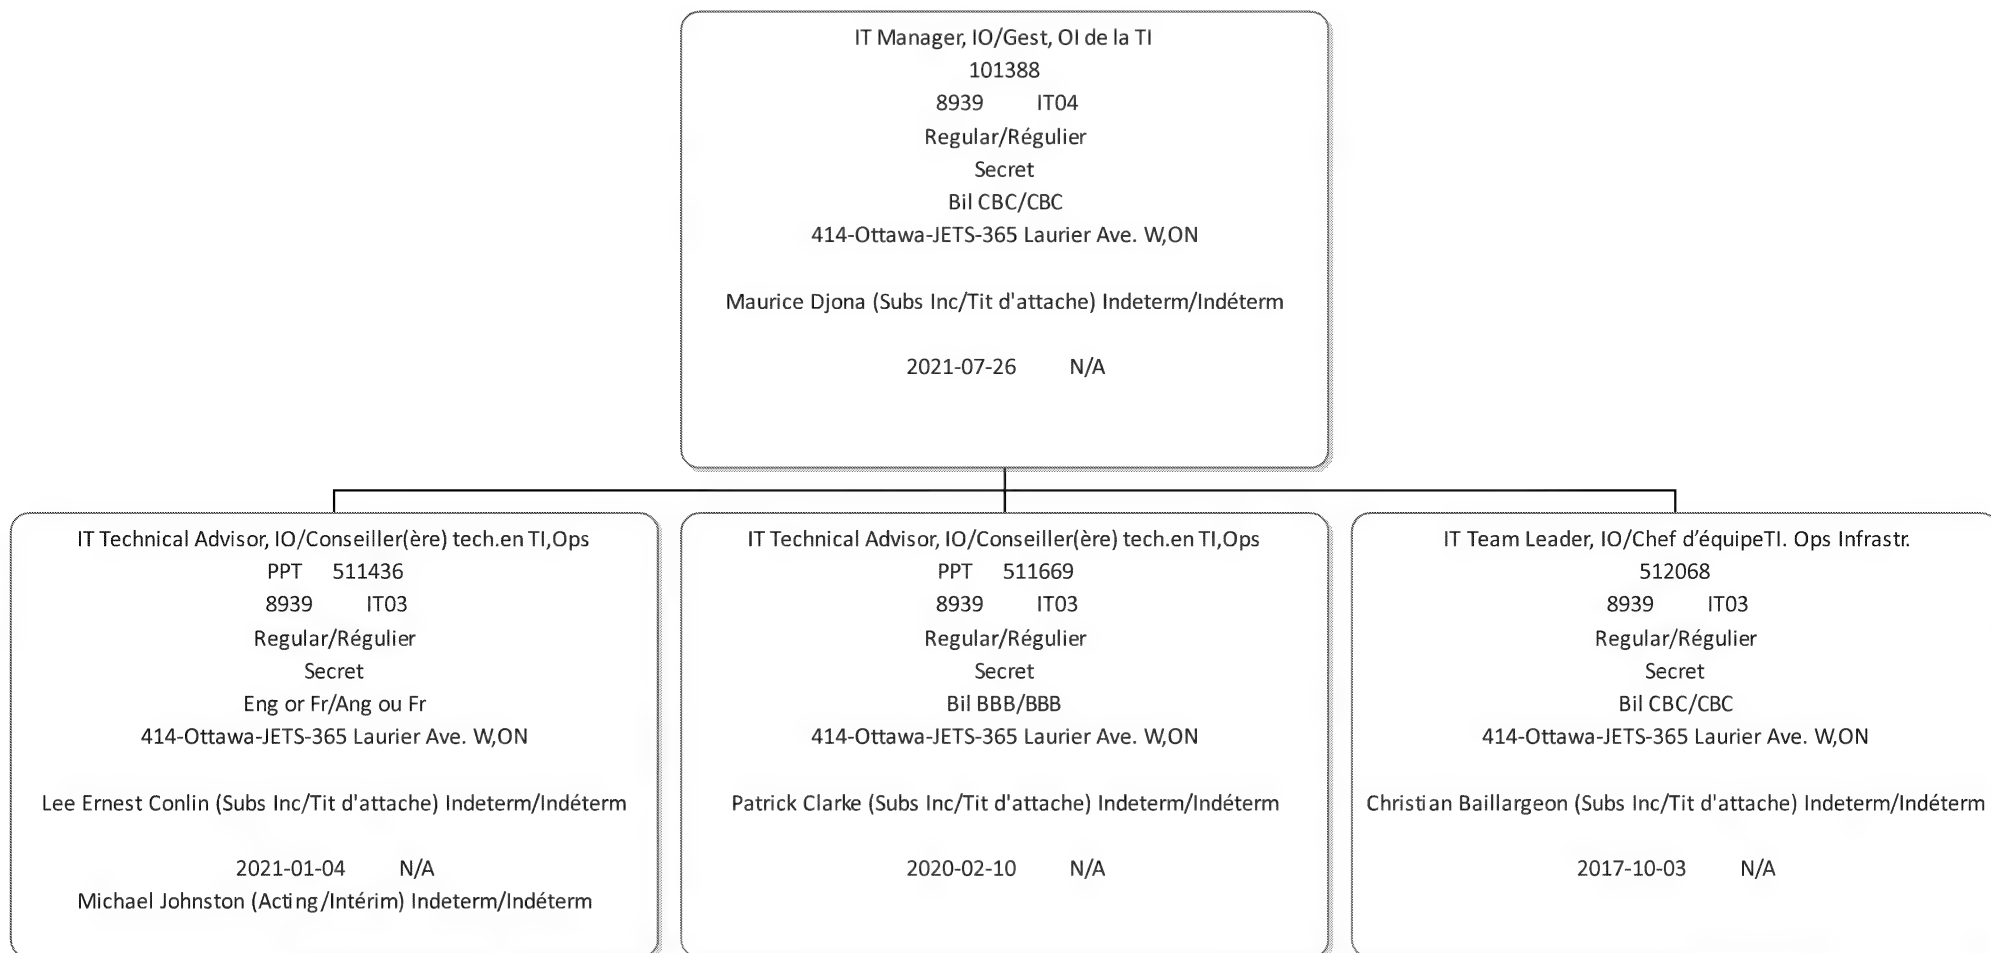 IT Manager, IO/Gest, OI de la TI
101388
8939 IT04
Regular/Régulier
Secret
Bil CBC/CBC
414-Ottawa-JETS-365 Laurier Ave. W,ON
Maurice Djona (Subs Inc/Tit d'attache) Indeterm/Indéterm
2021-07-26 N/A
IT Technical Advisor, IO/Conseiller(ère) tech.en TI,Ops
PPT 511436
8939 IT03
Regular/Régulier
Secret
Eng or Fr/Ang ou Fr
414-Ottawa-JETS-365 Laurier Ave. W,ON
Lee Ernest Conlin (Subs Inc/Tit d'attache) Indeterm/Indéterm
2021-01-04 N/A
Michael Johnston (Acting/Intérim) Indeterm/Indéterm
IT Technical Advisor, IO/Conseiller(ère) tech.en TI,Ops
PPT 511669
8939 IT03
Regular/Régulier
Secret
Bil BBB/BBB
414-Ottawa-JETS-365 Laurier Ave. W,ON
Patrick Clarke (Subs Inc/Tit d'attache) Indeterm/Indéterm
2020-02-10 N/A
IT Team Leader, IO/Chef d’équipeTI. Ops Infrastr.
512068
8939 IT03
Regular/Régulier
Secret
Bil CBC/CBC
414-Ottawa-JETS-365 Laurier Ave. W,ON
Christian Baillargeon (Subs Inc/Tit d'attache) Indeterm/Indéterm
2017-10-03 N/A